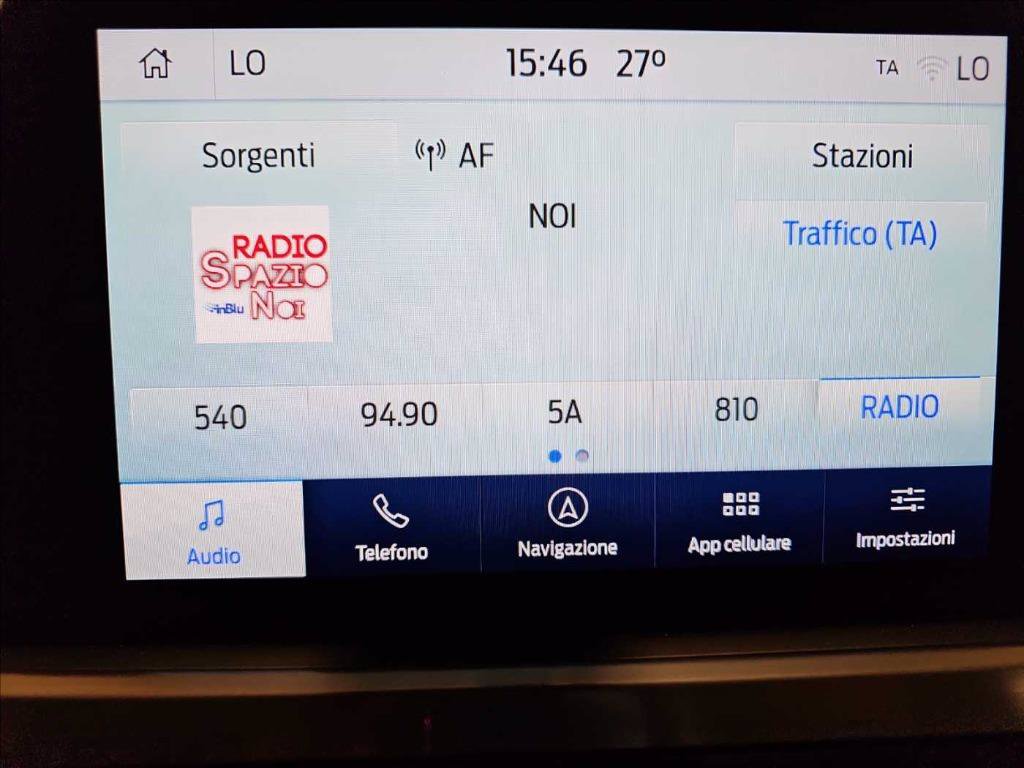 LO 15:46 27º TA LO
Sorgenti AF Stazioni
NOI
Traffico (TA)
RADIO
SPAZIO
inBlu NOI
540 94.90 5A 810 RADIO
Audio Telefono Navigazione App cellulare Impostazioni